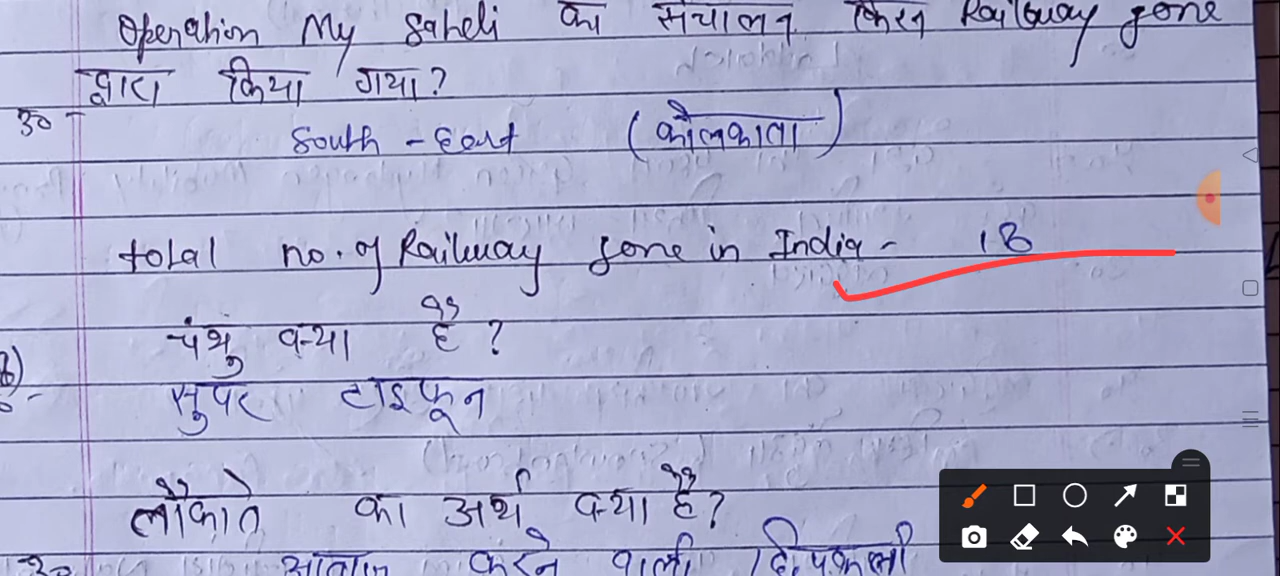 Operation My Saheli का संचालन किस Railway zone
द्वारा किया गया?
उ०-
South - East (कोलकाता)
total no. of Railway zone in India - 18
चंथु क्या है ?
सुपर टाइफून
लौकाते का अर्थ क्या है?
उ० आवाज करने वाली छिपकली